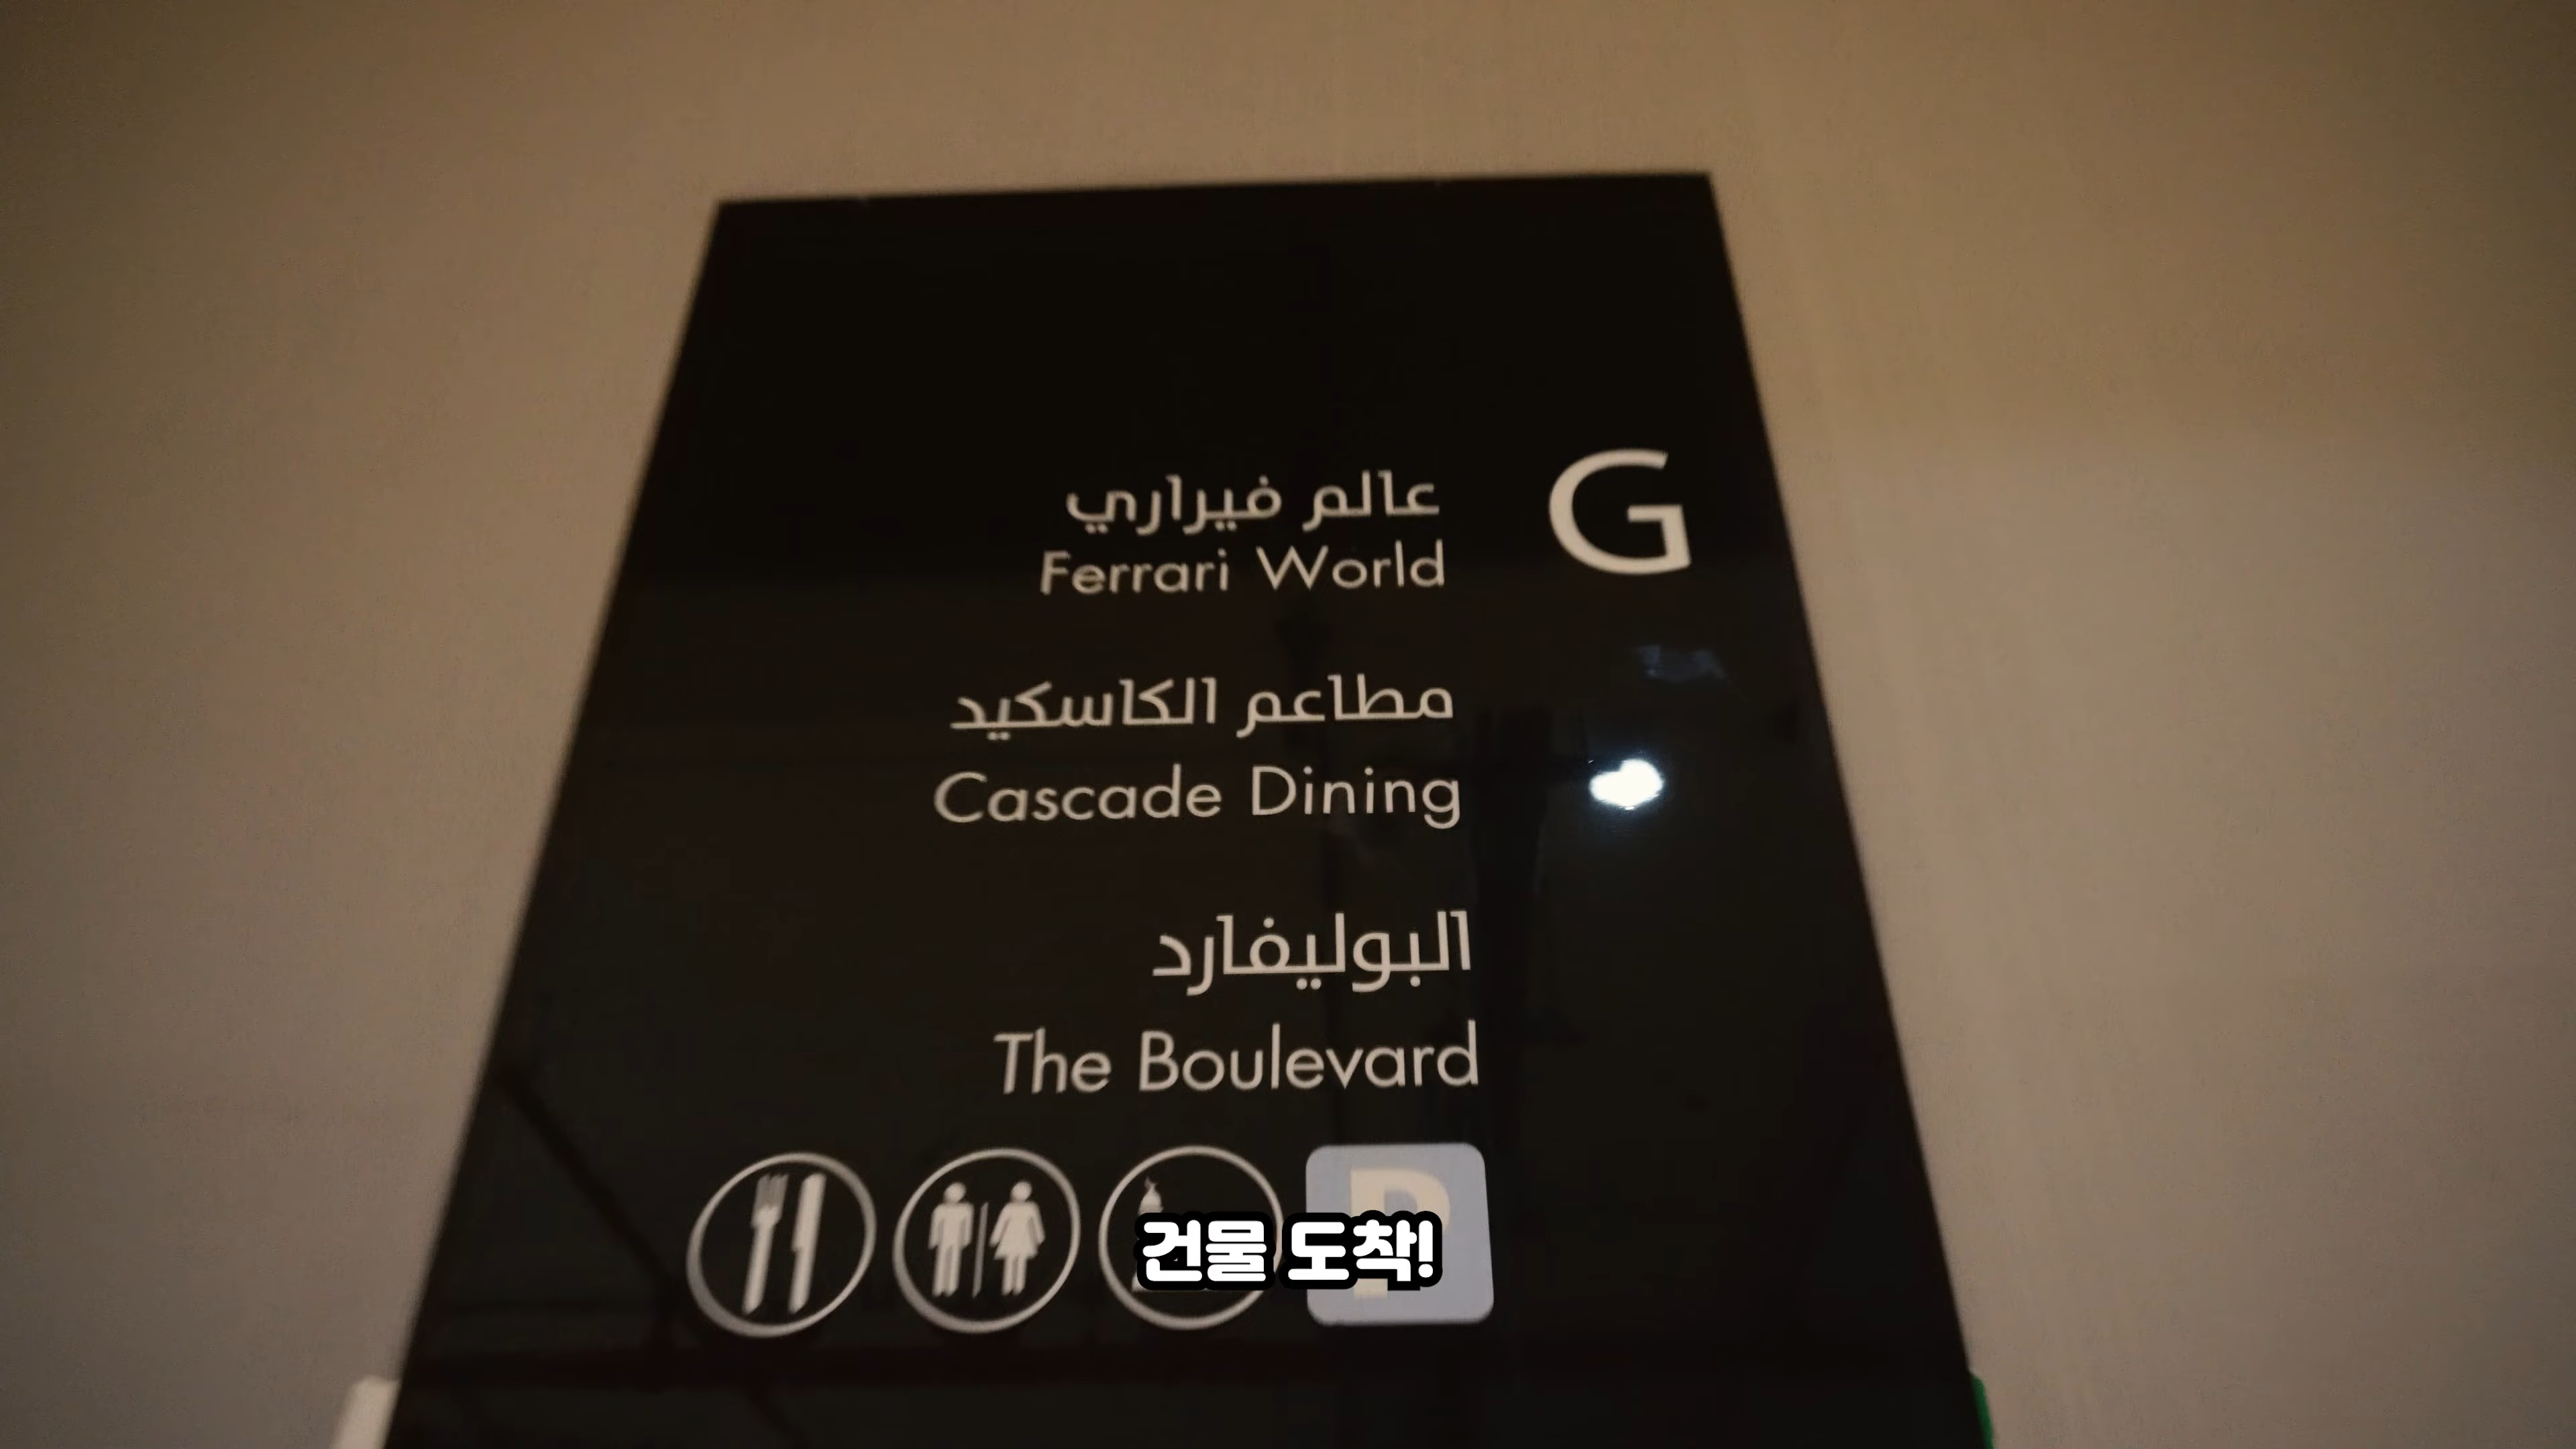 G
عالم فيراري
Ferrari World
مطاعم الكاسكيد
Cascade Dining
البوليفارد
The Boulevard
P
건물 도착!